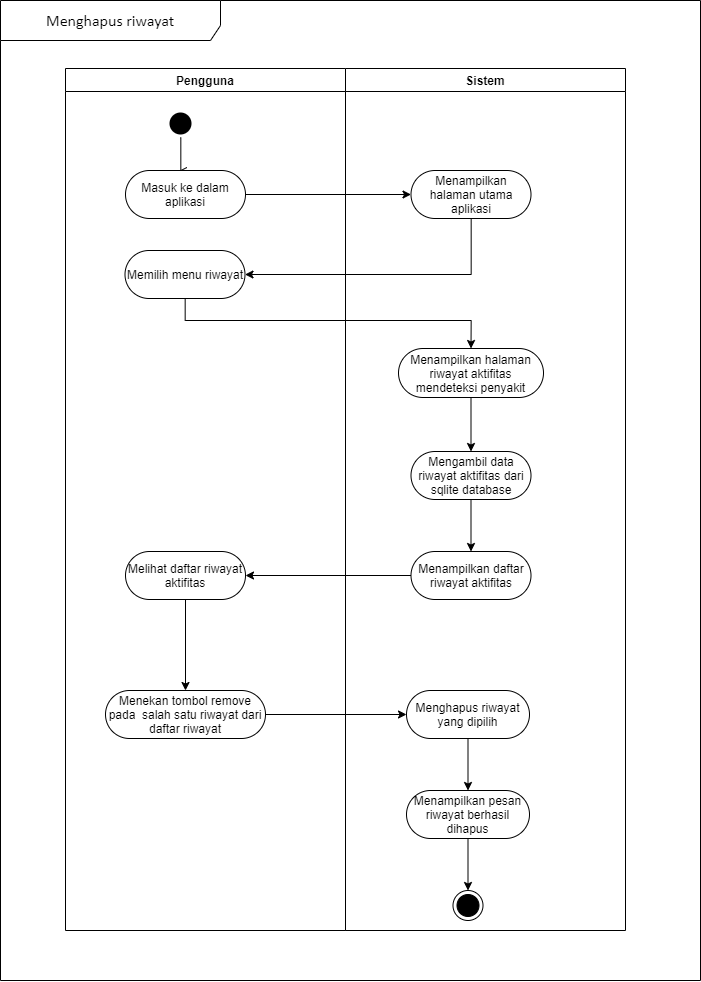 Menghapus riwayat
Pengguna
Sistem
Masuk ke dalam
aplikasi
Menampilkan
halaman utama
aplikasi
Memilih menu riwayat
Menampilkan halaman
riwayat aktifitas
mendeteksi penyakit
Mengambil data
riwayat aktifitas dari
sqlite database
Melihat daftar riwayat
aktifitas
Menampilkan daftar
riwayat aktifitas
Menekan tombol remove
pada salah satu riwayat dari
daftar riwayat
Menghapus riwayat
yang dipilih
Menampilkan pesan
riwayat berhasil
dihapus